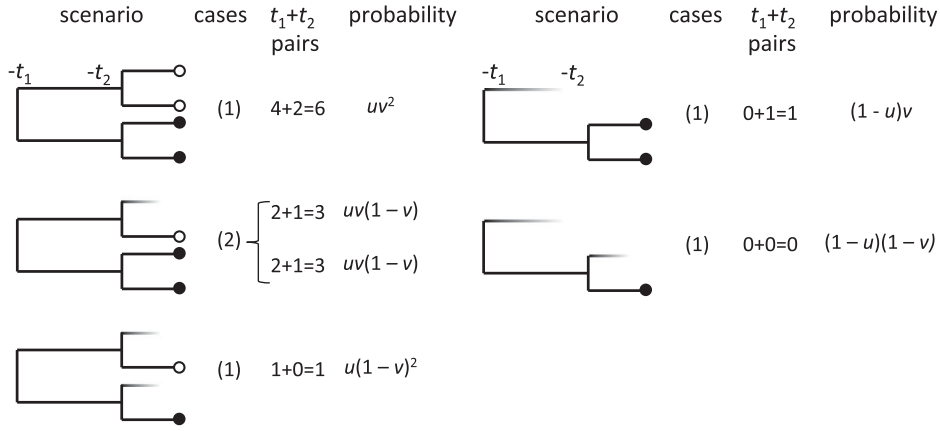 scenario cases t₁+t₂ pairs probability
-t₁ -t₂
(1) 4+2=6 uv²
(2) 2+1=3 uv(1 – v)
2+1=3 uv(1 – v)
(1) 1+0=1 u(1 – v)²
scenario cases t₁+t₂ pairs probability
-t₁ -t₂
(1) 0+1=1 (1 - u)v
(1) 0+0=0 (1 – u)(1 – v)